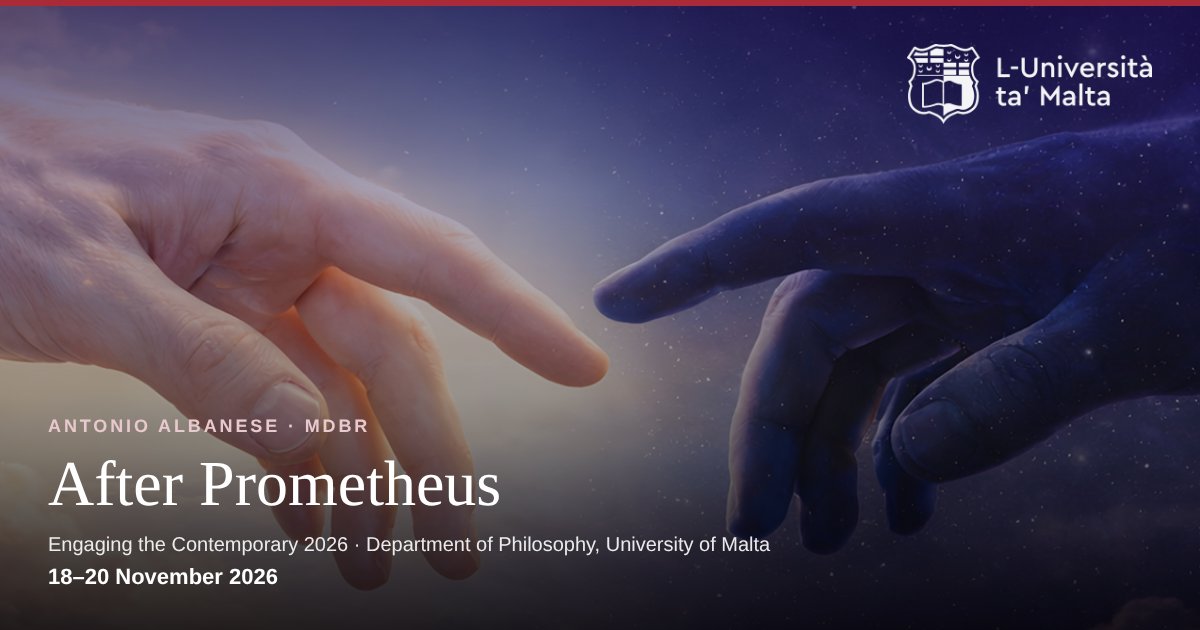 L-Università
ta' Malta
ANTONIO ALBANESE · MDBR
After Prometheus
Engaging the Contemporary 2026 · Department of Philosophy, University of Malta
18–20 November 2026